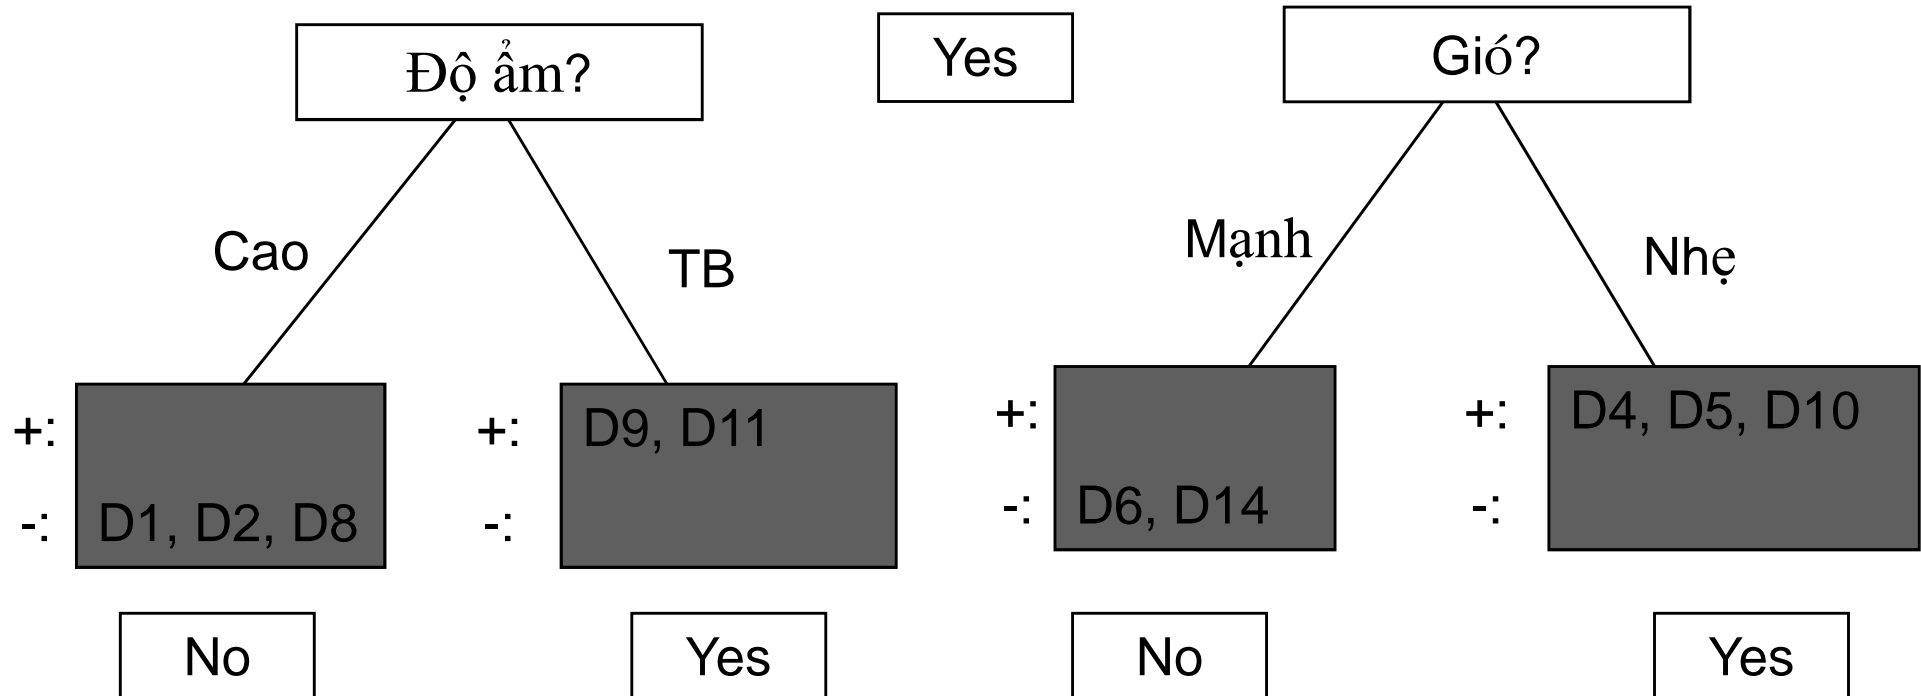 Độ ẩm?
Yes
Gió?
Cao
TB
Mạnh
Nhẹ
+:
+: D9, D11
+:
+: D4, D5, D10
-: D1, D2, D8
-:
-: D6, D14
-:
No
Yes
No
Yes